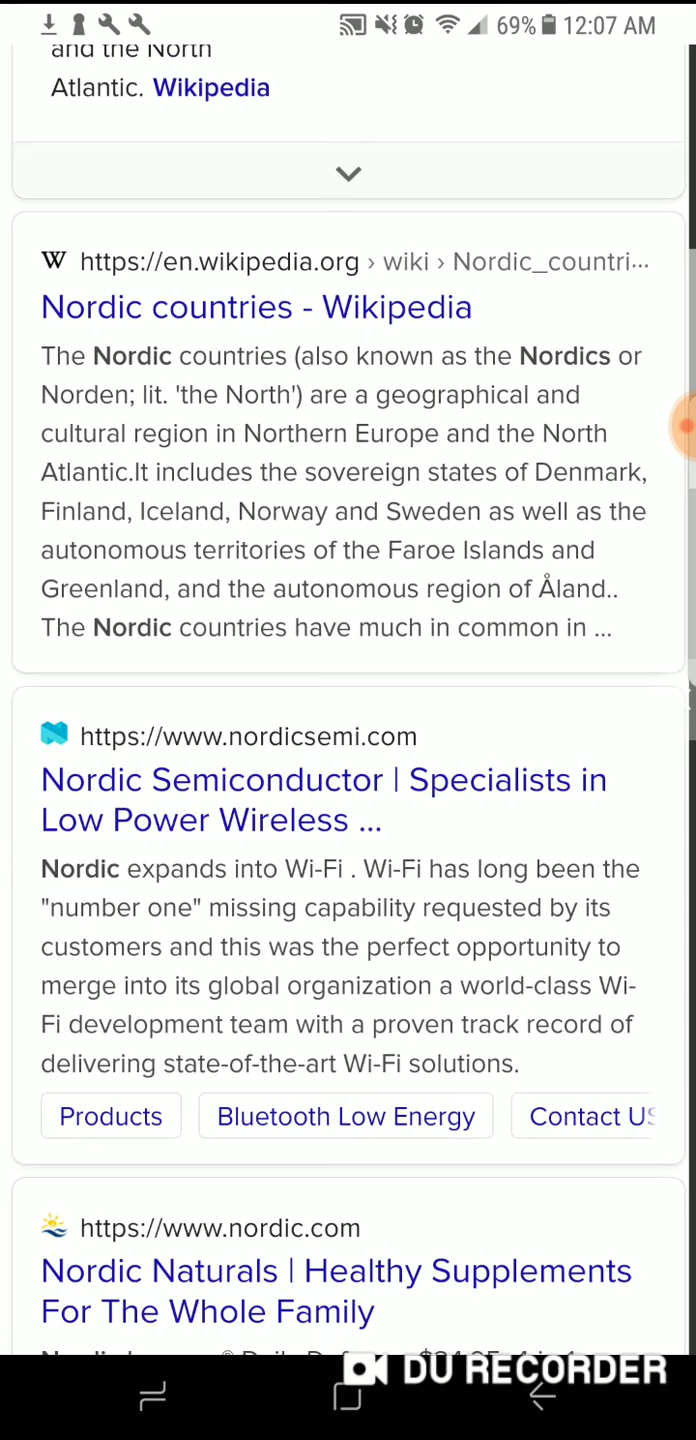 69% 12:07 AM
and the North
Atlantic. Wikipedia
W https://en.wikipedia.org › wiki › Nordic_countri...
Nordic countries - Wikipedia
The Nordic countries (also known as the Nordics or
Norden; lit. 'the North') are a geographical and
cultural region in Northern Europe and the North
Atlantic.It includes the sovereign states of Denmark,
Finland, Iceland, Norway and Sweden as well as the
autonomous territories of the Faroe Islands and
Greenland, and the autonomous region of Åland..
The Nordic countries have much in common in ...
https://www.nordicsemi.com
Nordic Semiconductor | Specialists in
Low Power Wireless ...
Nordic expands into Wi-Fi . Wi-Fi has long been the
"number one" missing capability requested by its
customers and this was the perfect opportunity to
merge into its global organization a world-class Wi-
Fi development team with a proven track record of
delivering state-of-the-art Wi-Fi solutions.
Products Bluetooth Low Energy Contact US
https://www.nordic.com
Nordic Naturals | Healthy Supplements
For The Whole Family
DU RECORDER